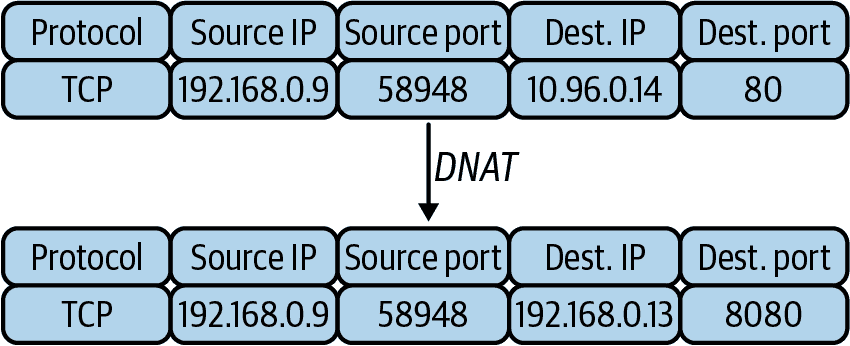 Protocol Source IP Source port Dest. IP Dest. port
TCP 192.168.0.9 58948 10.96.0.14 80
DNAT
Protocol Source IP Source port Dest. IP Dest. port
TCP 192.168.0.9 58948 192.168.0.13 8080